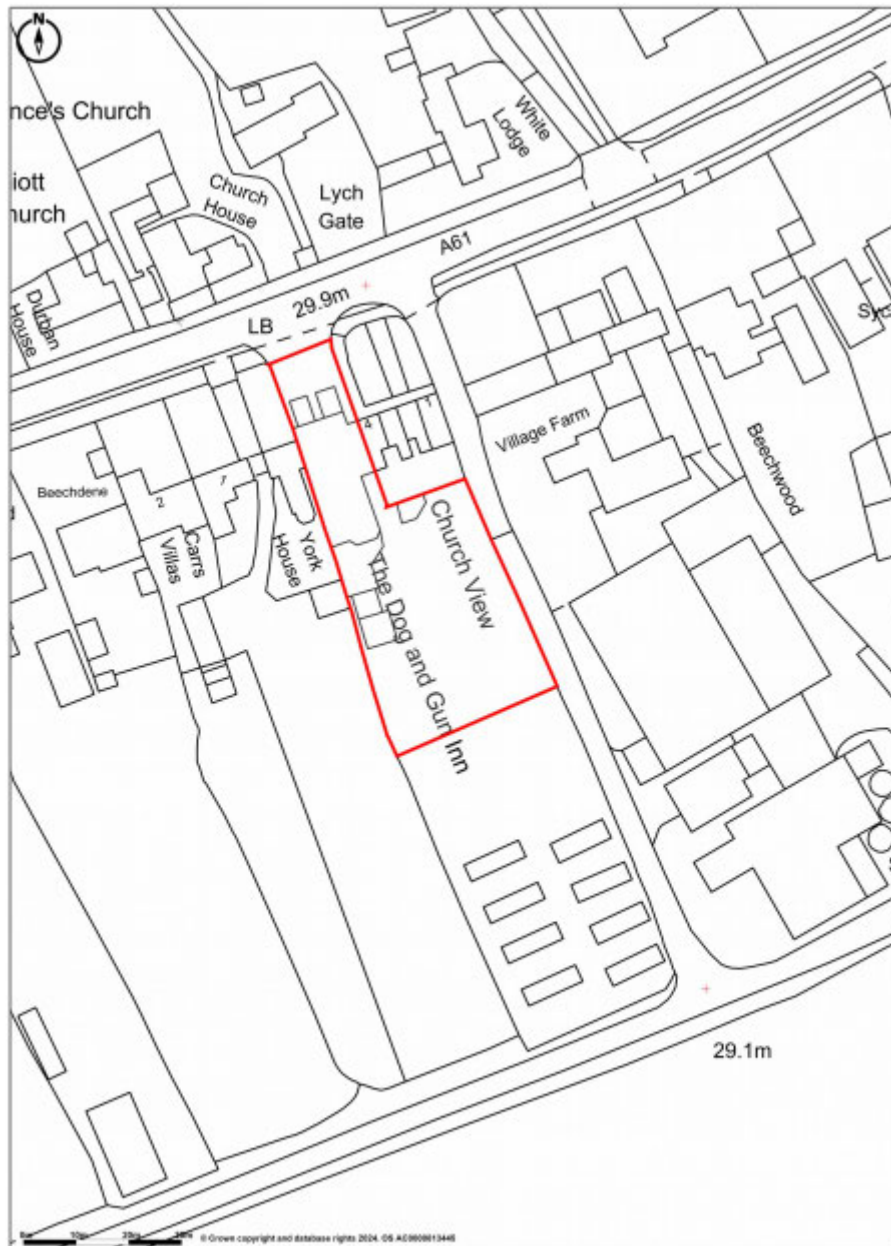 N
nce's Church
iott
hurch
Church
House
Lych
Gate
White
Lodge
A61
29.9m
LB
Durban
House
Syc
4
1
Village Farm
Beechwood
Beechdene
2
1
Carrs
Villas
York
House
Church View
The Dog and Gun Inn
29.1m
© Crown copyright and database rights 2024. OS AC0000813445